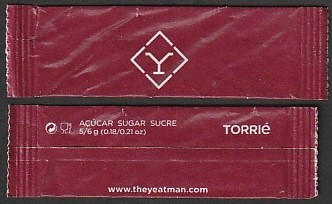 Y
AÇÚCAR SUGAR SUCRE
5/6 g (0.18/0.21 oz)
TORRIÉ
www.theyeatman.com